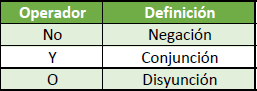 Operador Definición
No Negación
Y Conjunción
O Disyunción